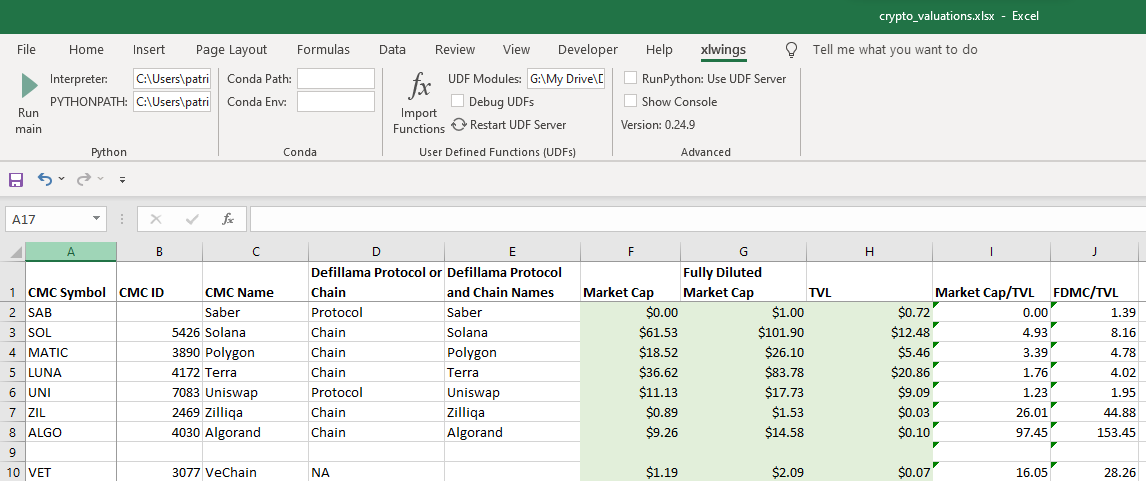 crypto_valuations.xlsx - Excel
File Home Insert Page Layout Formulas Data Review View Developer Help xlwings Tell me what you want to do
Interpreter: C:\Users\patri Conda Path: fx UDF Modules: G:\My Drive\D RunPython: Use UDF Server
PYTHONPATH: C:\Users\patri Conda Env: Debug UDFs Show Console
Run main Import Functions Restart UDF Server Version: 0.24.9
Python Conda User Defined Functions (UDFs) Advanced
A17 fx
A B C D E F G H I J
Defillama Protocol or Defillama Protocol Fully Diluted
1 CMC Symbol CMC ID CMC Name Chain and Chain Names Market Cap Market Cap TVL Market Cap/TVL FDMC/TVL
2 SAB Saber Protocol Saber $0.00 $1.00 $0.72 0.00 1.39
3 SOL 5426 Solana Chain Solana $61.53 $101.90 $12.48 4.93 8.16
4 MATIC 3890 Polygon Chain Polygon $18.52 $26.10 $5.46 3.39 4.78
5 LUNA 4172 Terra Chain Terra $36.62 $83.78 $20.86 1.76 4.02
6 UNI 7083 Uniswap Protocol Uniswap $11.13 $17.73 $9.09 1.23 1.95
7 ZIL 2469 Zilliqa Chain Zilliqa $0.89 $1.53 $0.03 26.01 44.88
8 ALGO 4030 Algorand Chain Algorand $9.26 $14.58 $0.10 97.45 153.45
9
10 VET 3077 VeChain NA $1.19 $2.09 $0.07 16.05 28.26